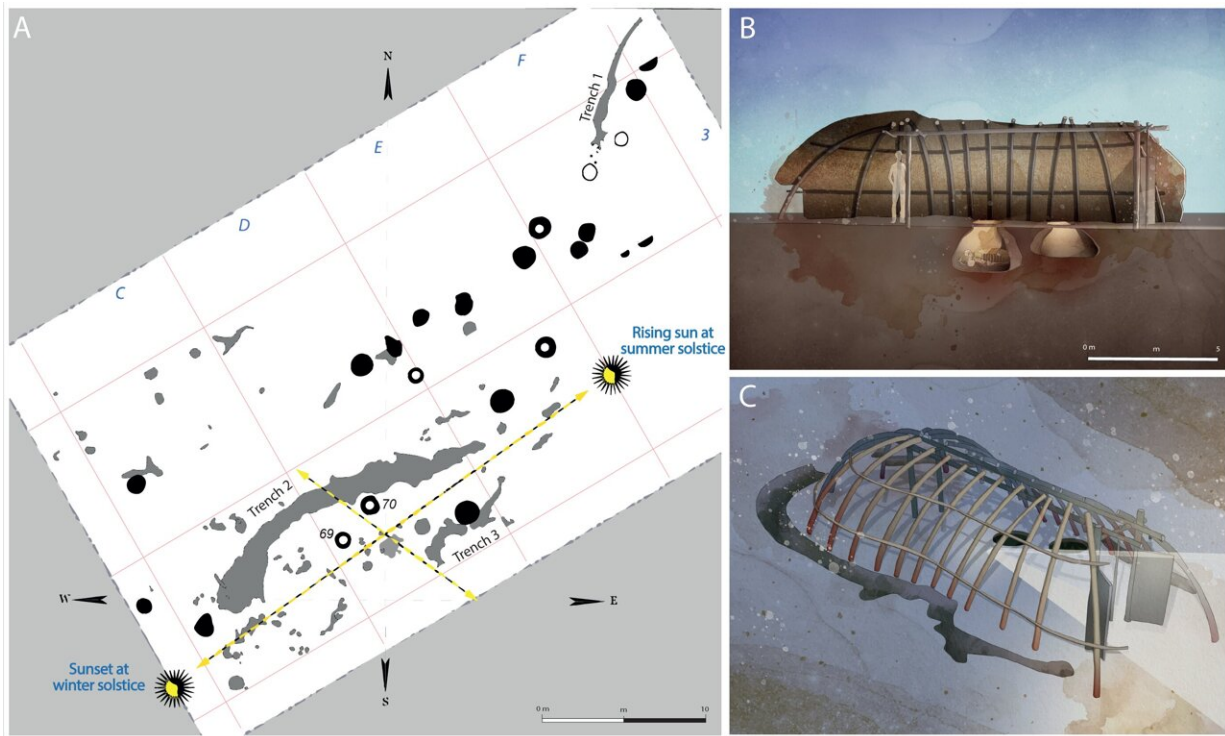 A
N
F
Trench 1
E
3
D
C
Rising sun at
summer solstice
Trench 2
70
69
Trench 3
W
E
Sunset at
winter solstice
S
0 m
m
10
B
0 m
m
5
C